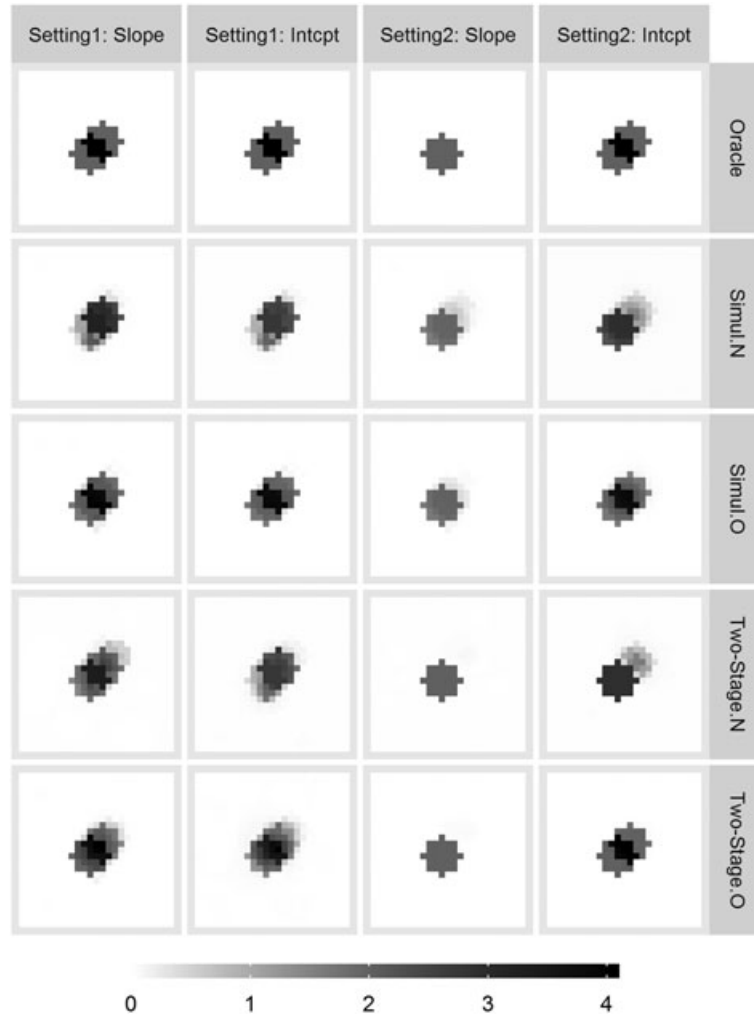 Setting1: Slope
Setting1: Intcpt
Setting2: Slope
Setting2: Intcpt
Oracle
Simul.N
Simul.O
Two-Stage.N
Two-Stage.O
0 1 2 3 4